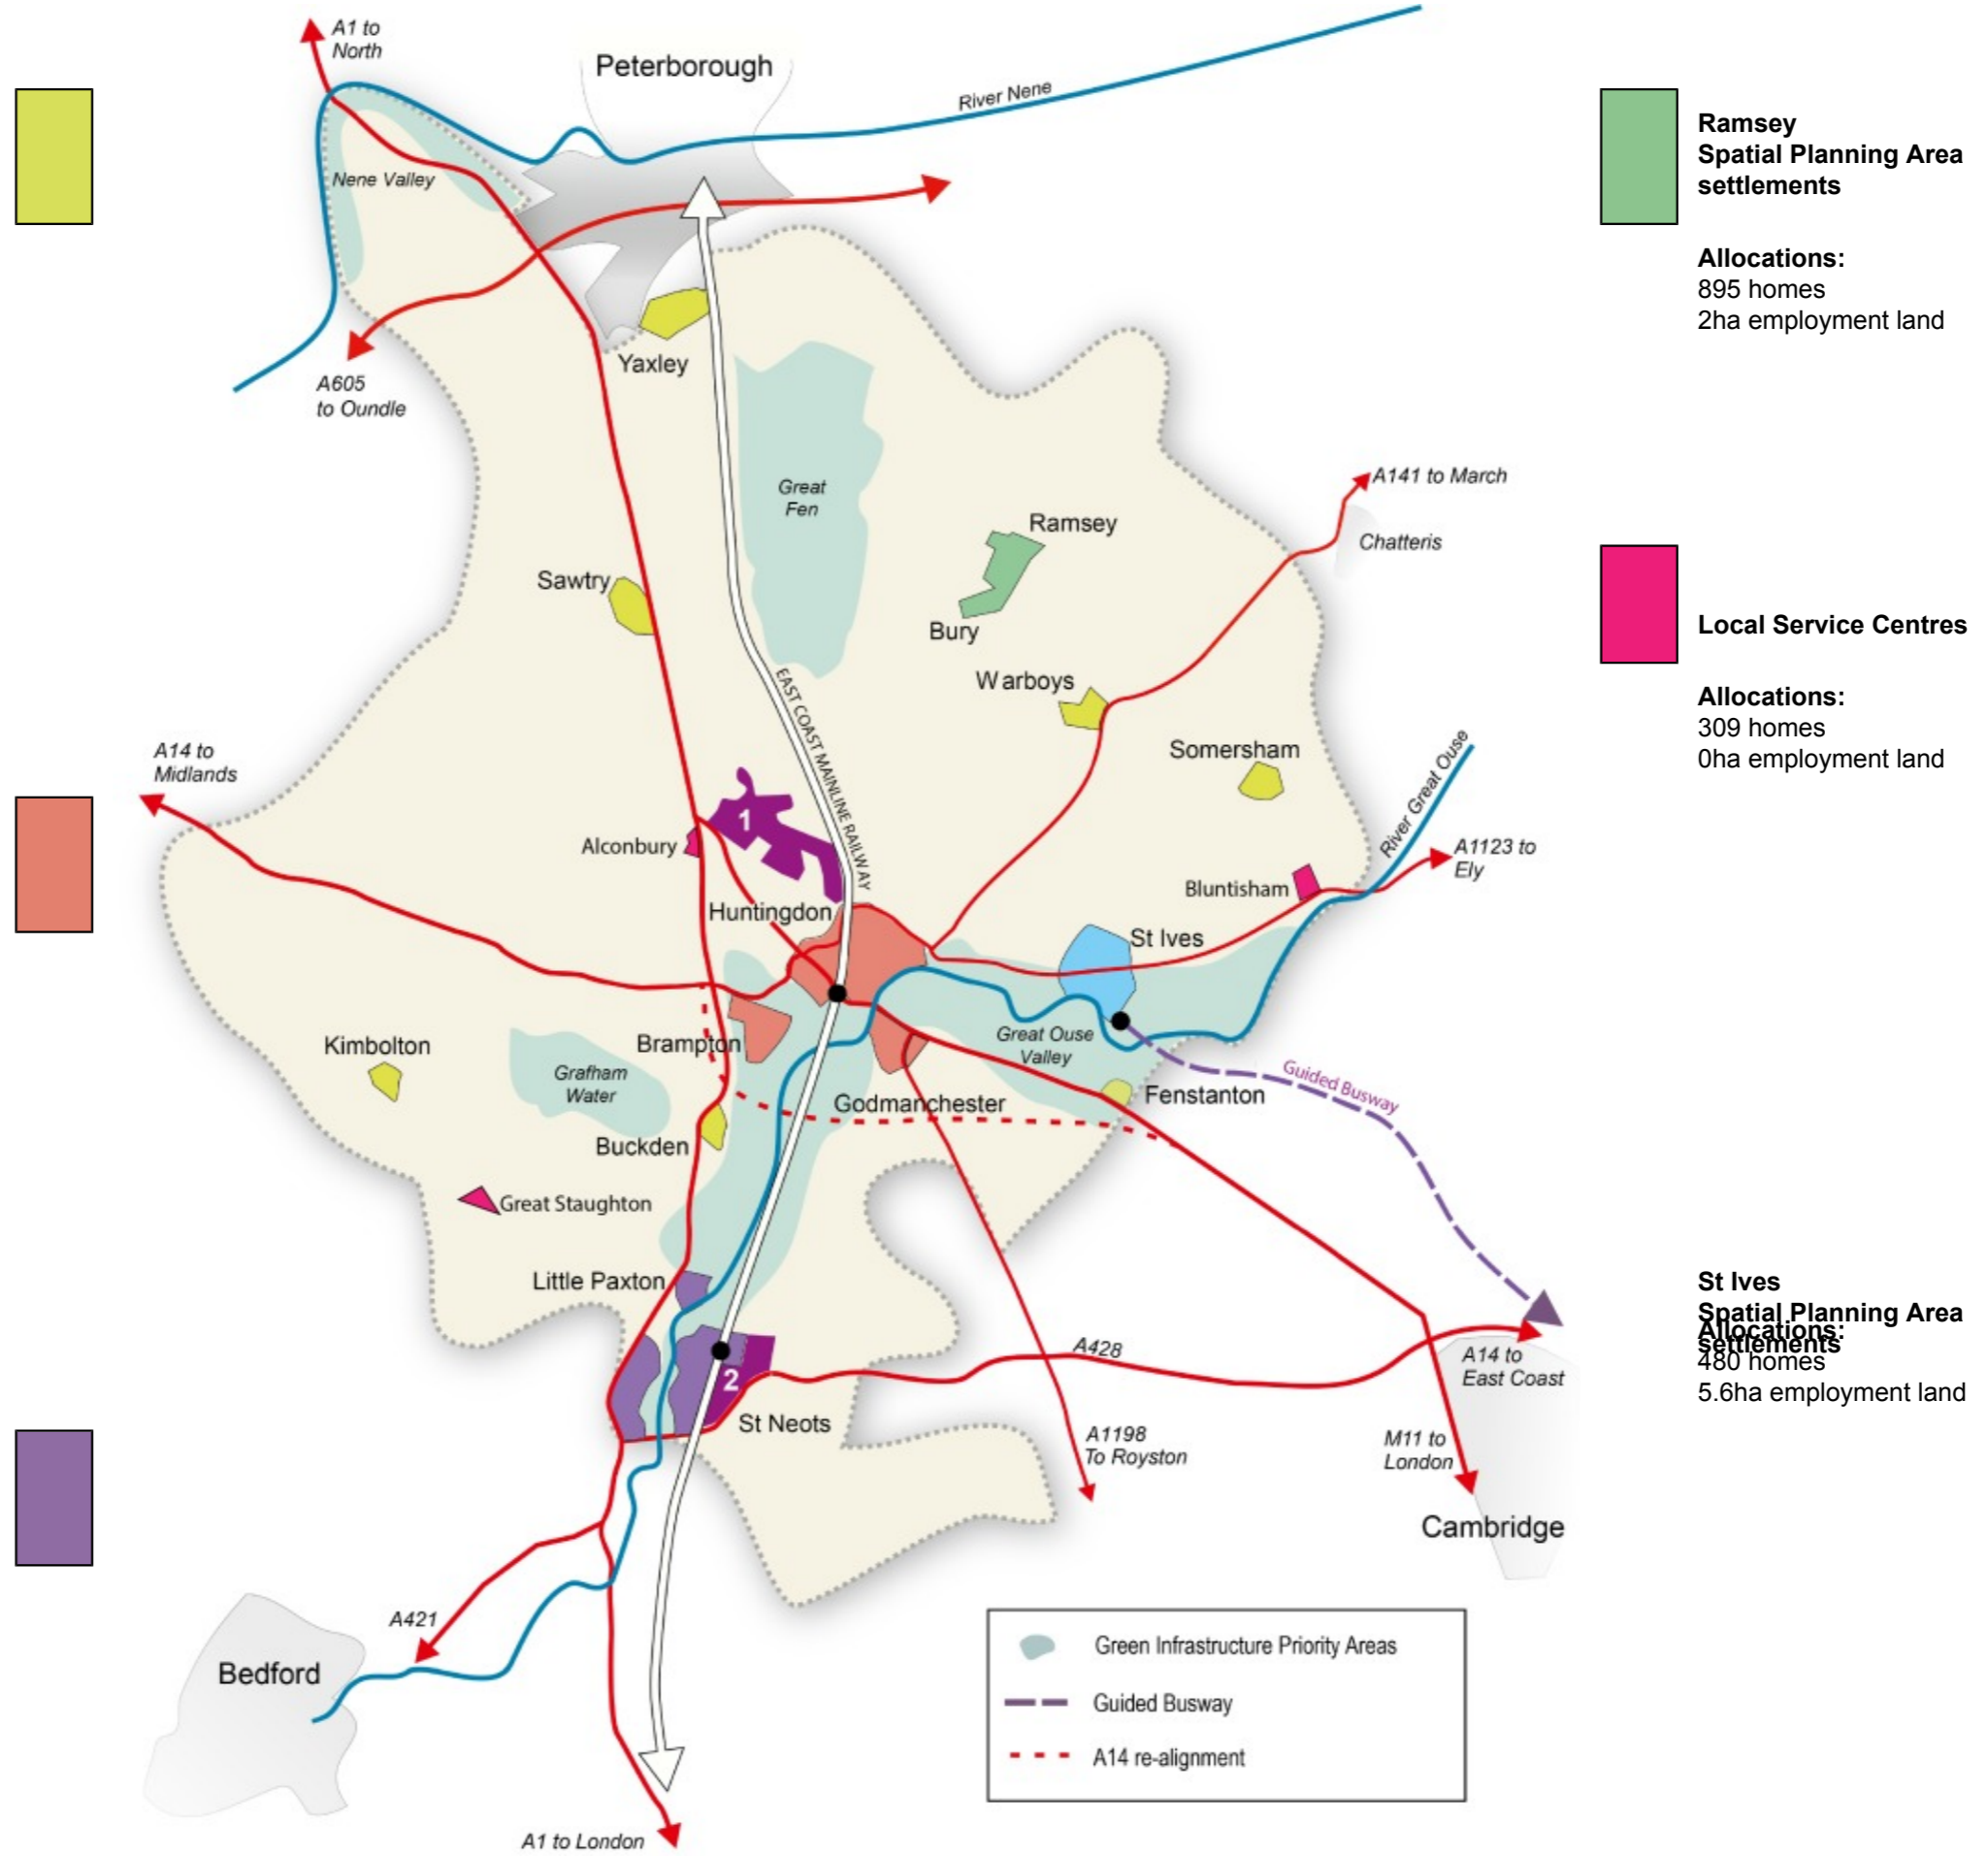 A1 to
North
Peterborough
River Nene
Nene Valley
Ramsey
Spatial Planning Area
settlements
Allocations:
895 homes
2ha employment land
Yaxley
A605
to Oundle
Great
Fen
A141 to March
Ramsey
Chatteris
Sawtry
Bury
Local Service Centres
Allocations:
309 homes
0ha employment land
Warboys
EAST COAST MAINLINE RAILWAY
Somersham
A14 to
Midlands
River Great Ouse
1
Alconbury
A1123 to
Ely
Bluntisham
Huntingdon
St Ives
Great Ouse
Valley
Brampton
Kimbolton
Grafham
Water
Guided Busway
Fenstanton
Godmanchester
Buckden
Great Staughton
Little Paxton
St Ives
Spatial Planning Area
settlements
Allocations:
480 homes
5.6ha employment land
A428
A14 to
East Coast
2
St Neots
A1198
To Royston
M11 to
London
Cambridge
A421
Bedford
Green Infrastructure Priority Areas
Guided Busway
A14 re-alignment
A1 to London